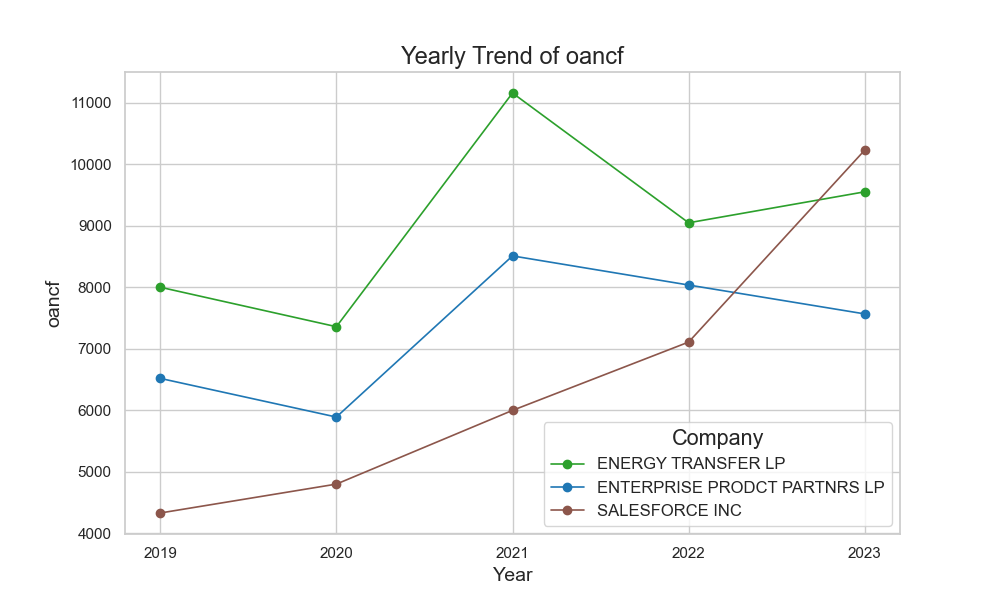 Yearly Trend of oancf
11000
10000
9000
8000
7000
6000
5000
4000
oancf
Company
ENERGY TRANSFER LP
ENTERPRISE PRODCT PARTNRS LP
SALESFORCE INC
2019 2020 2021 2022 2023
Year